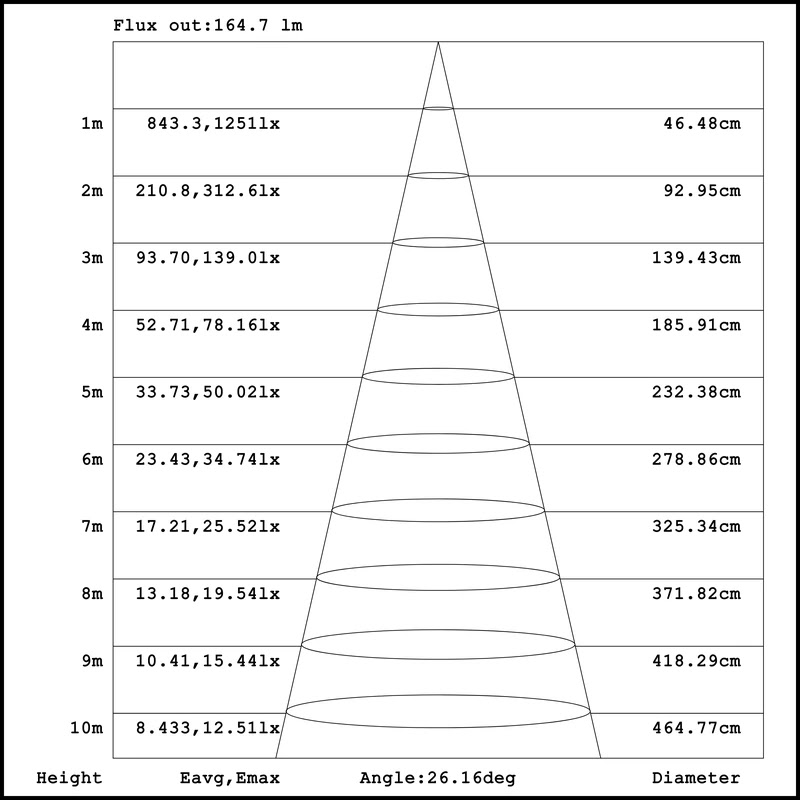 Flux out:164.7 lm
1m 843.3,1251lx 46.48cm
2m 210.8,312.6lx 92.95cm
3m 93.70,139.0lx 139.43cm
4m 52.71,78.16lx 185.91cm
5m 33.73,50.02lx 232.38cm
6m 23.43,34.74lx 278.86cm
7m 17.21,25.52lx 325.34cm
8m 13.18,19.54lx 371.82cm
9m 10.41,15.44lx 418.29cm
10m 8.433,12.51lx 464.77cm
Height Eavg,Emax Angle:26.16deg Diameter